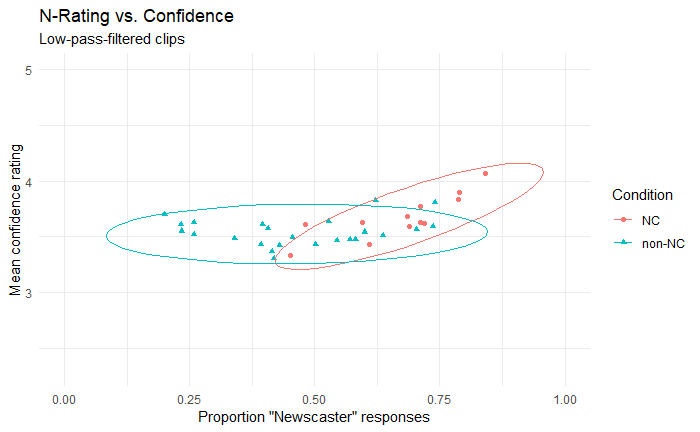 N-Rating vs. Confidence
Low-pass-filtered clips
5
4
3
Mean confidence rating
0.00 0.25 0.50 0.75 1.00
Proportion "Newscaster" responses
Condition
NC
non-NC